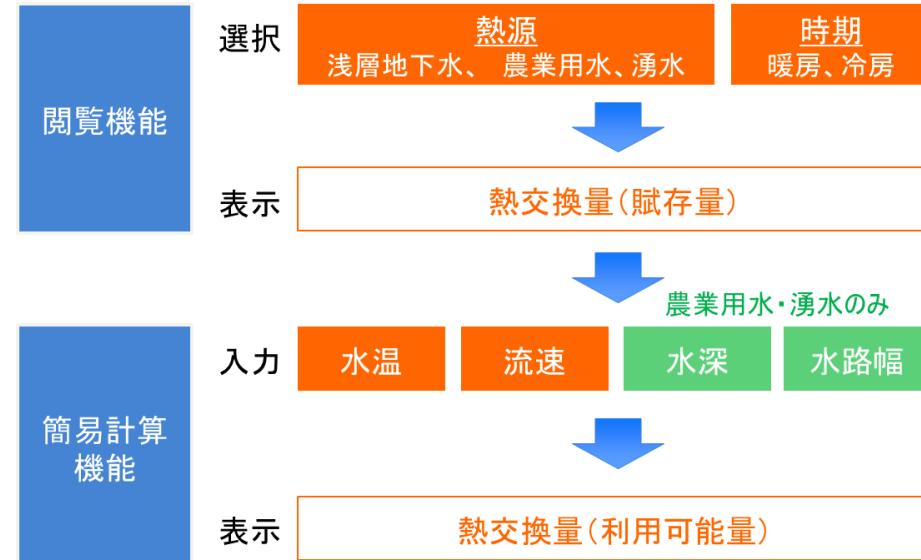 閲覧機能
選択
熱源
浅層地下水、 農業用水、湧水
時期
暖房、冷房
表示
熱交換量(賦存量)
簡易計算
機能
農業用水・湧水のみ
入力
水温
流速
水深
水路幅
表示
熱交換量(利用可能量)